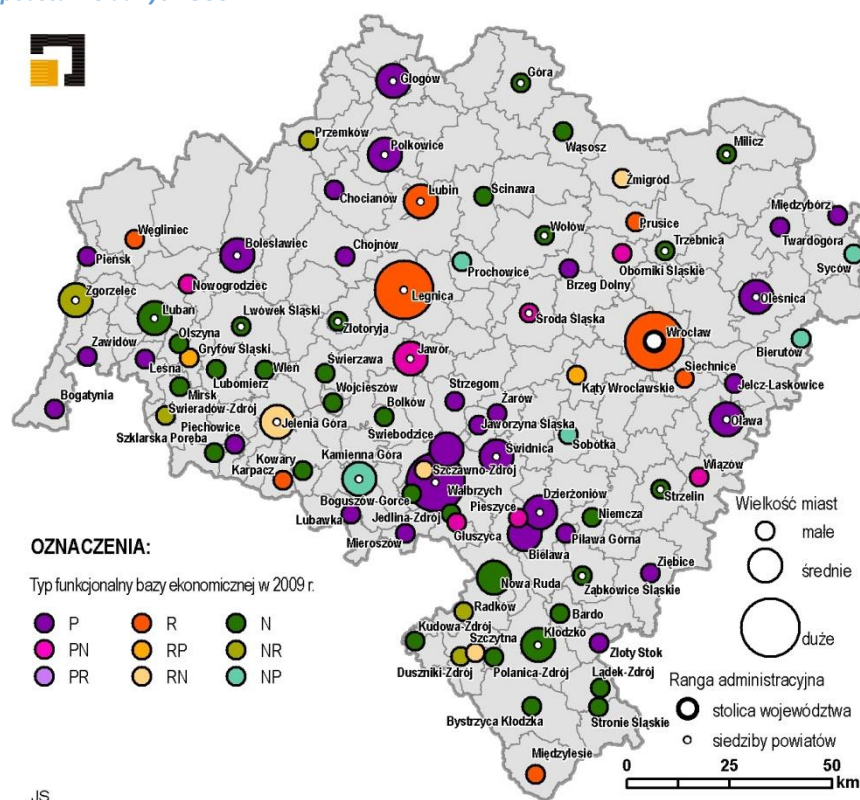 Głogów
Góra
Przemków
Wąsosz
Milicz
Polkowice
Żmigród
Chocianów
Lubin
Ścinawa
Międzybórz
Węgliniec
Prusice
Twardogóra
Wołów
Trzebnica
Bolesławiec
Chojnów
Pieńsk
Prochowice
Oborniki Śląskie
Syców
Nowogrodziec
Brzeg Dolny
Zgorzelec
Legnica
Oleśnica
Lubań
Lwówek Śląski
Środa Śląska
Złotoryja
Wrocław
Olszyna
Zawidów
Gryfów Śląski
Jawor
Bierutów
Leśna
Wleń
Świerzawa
Siechnice
Lubomierz
Kąty Wrocławskie
Jelcz-Laskowice
Mirsk
Wojcieszów
Strzegom
Bogatynia
Żarów
Świeradów-Zdrój
Bolków
Jelenia Góra
Jaworzyna Śląska
Oława
Piechowice
Świebodzice
Szklarska Poręba
Sobótka
Kamienna Góra
Świdnica
Kowary
Szczawno-Zdrój
Karpacz
Wiązów
Wałbrzych
Boguszów-Gorce
Dzierżoniów
Strzelin
Pieszyce
Lubawka
Jedlina-Zdrój
Niemcza
Głuszyca
Mieroszów
Piława Górna
Bielawa
Ziębice
Nowa Ruda
Ząbkowice Śląskie
Radków
Bardo
Kudowa-Zdrój
Szczytna
Kłodzko
Złoty Stok
Duszniki-Zdrój
Polanica-Zdrój
Lądek-Zdrój
Bystrzyca Kłodzka
Stronie Śląskie
Międzylesie
OZNACZENIA:
Typ funkcjonalny bazy ekonomicznej w 2009 r.
P R N
PN RP NR
PR RN NP
Wielkość miast
małe
średnie
duże
Ranga administracyjna
stolica województwa
siedziby powiatów
0 25 50
km
JS